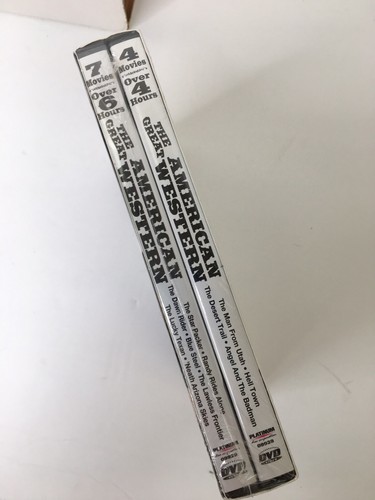 7
Movies
Over
6
Hours
THE GREAT
AMERICAN
WESTERN
The Dawn Rider • The Star Packer • Randy Rides Alone
Blue Steel • The Lawless Frontier
The Lucky Texan • 'Neath Arizona Skies
PLATINUM
DVD
4
Movies
Over
4
Hours
THE GREAT
AMERICAN
WESTERN
The Man From Utah • Hell Town
The Desert Trail • Angel And The Badman
PLATINUM
DVD